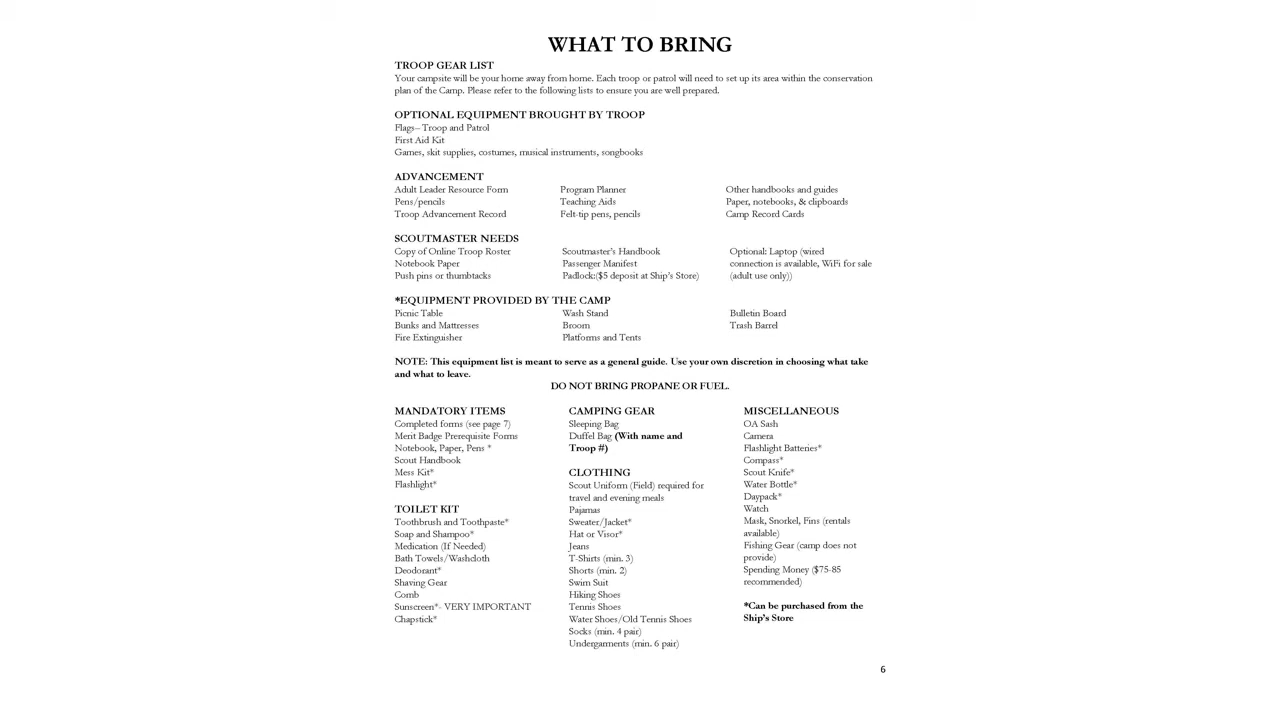 WHAT TO BRING
TROOP GEAR LIST
Your campsite will be your home away from home. Each troop or patrol will need to set up its area within the conservation
plan of the Camp. Please refer to the following lists to ensure you are well prepared.
OPTIONAL EQUIPMENT BROUGHT BY TROOP
Flags– Troop and Patrol
First Aid Kit
Games, skit supplies, costumes, musical instruments, songbooks
ADVANCEMENT
Adult Leader Resource Form
Pens/pencils
Troop Advancement Record
Program Planner
Teaching Aids
Felt-tip pens, pencils
Other handbooks and guides
Paper, notebooks, & clipboards
Camp Record Cards
SCOUTMASTER NEEDS
Copy of Online Troop Roster
Notebook Paper
Push pins or thumbtacks
Scoutmaster's Handbook
Passenger Manifest
Padlock:($5 deposit at Ship's Store)
Optional: Laptop (wired
connection is available, WiFi for sale
(adult use only))
*EQUIPMENT PROVIDED BY THE CAMP
Picnic Table
Bunks and Mattresses
Fire Extinguisher
Wash Stand
Broom
Platforms and Tents
Bulletin Board
Trash Barrel
NOTE: This equipment list is meant to serve as a general guide. Use your own discretion in choosing what take
and what to leave.
DO NOT BRING PROPANE OR FUEL.
MANDATORY ITEMS
Completed forms (see page 7)
Merit Badge Prerequisite Forms
Notebook, Paper, Pens *
Scout Handbook
Mess Kit*
Flashlight*
TOILET KIT
Toothbrush and Toothpaste*
Soap and Shampoo*
Medication (If Needed)
Bath Towels/Washcloth
Deodorant*
Shaving Gear
Comb
Sunscreen*- VERY IMPORTANT
Chapstick*
CAMPING GEAR
Sleeping Bag
Duffel Bag (With name and
Troop #)
CLOTHING
Scout Uniform (Field) required for
travel and evening meals
Pajamas
Sweater/Jacket*
Hat or Visor*
Jeans
T-Shirts (min. 3)
Shorts (min. 2)
Swim Suit
Hiking Shoes
Tennis Shoes
Water Shoes/Old Tennis Shoes
Socks (min. 4 pair)
Undergarments (min. 6 pair)
MISCELLANEOUS
OA Sash
Camera
Flashlight Batteries*
Compass*
Scout Knife*
Water Bottle*
Daypack*
Watch
Mask, Snorkel, Fins (rentals
available)
Fishing Gear (camp does not
provide)
Spending Money ($75-85
recommended)
*Can be purchased from the
Ship's Store
6